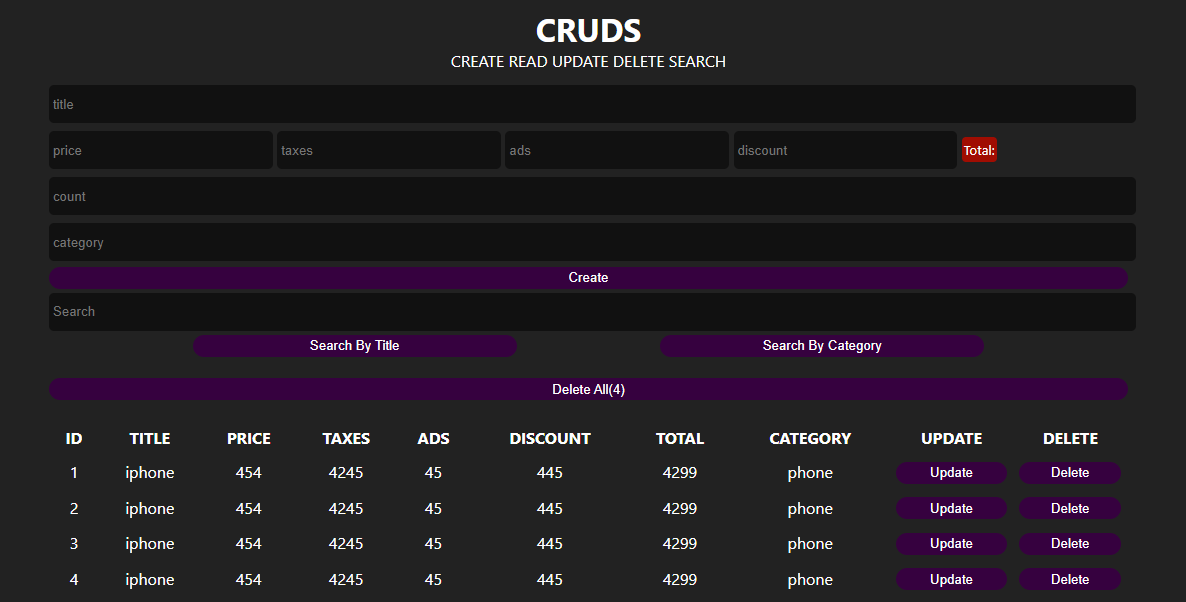 CRUDS
CREATE READ UPDATE DELETE SEARCH
title
price taxes ads discount Total:
count
category
Create
Search
Search By Title Search By Category
Delete All(4)
ID TITLE PRICE TAXES ADS DISCOUNT TOTAL CATEGORY UPDATE DELETE
1 iphone 454 4245 45 445 4299 phone Update Delete
2 iphone 454 4245 45 445 4299 phone Update Delete
3 iphone 454 4245 45 445 4299 phone Update Delete
4 iphone 454 4245 45 445 4299 phone Update Delete